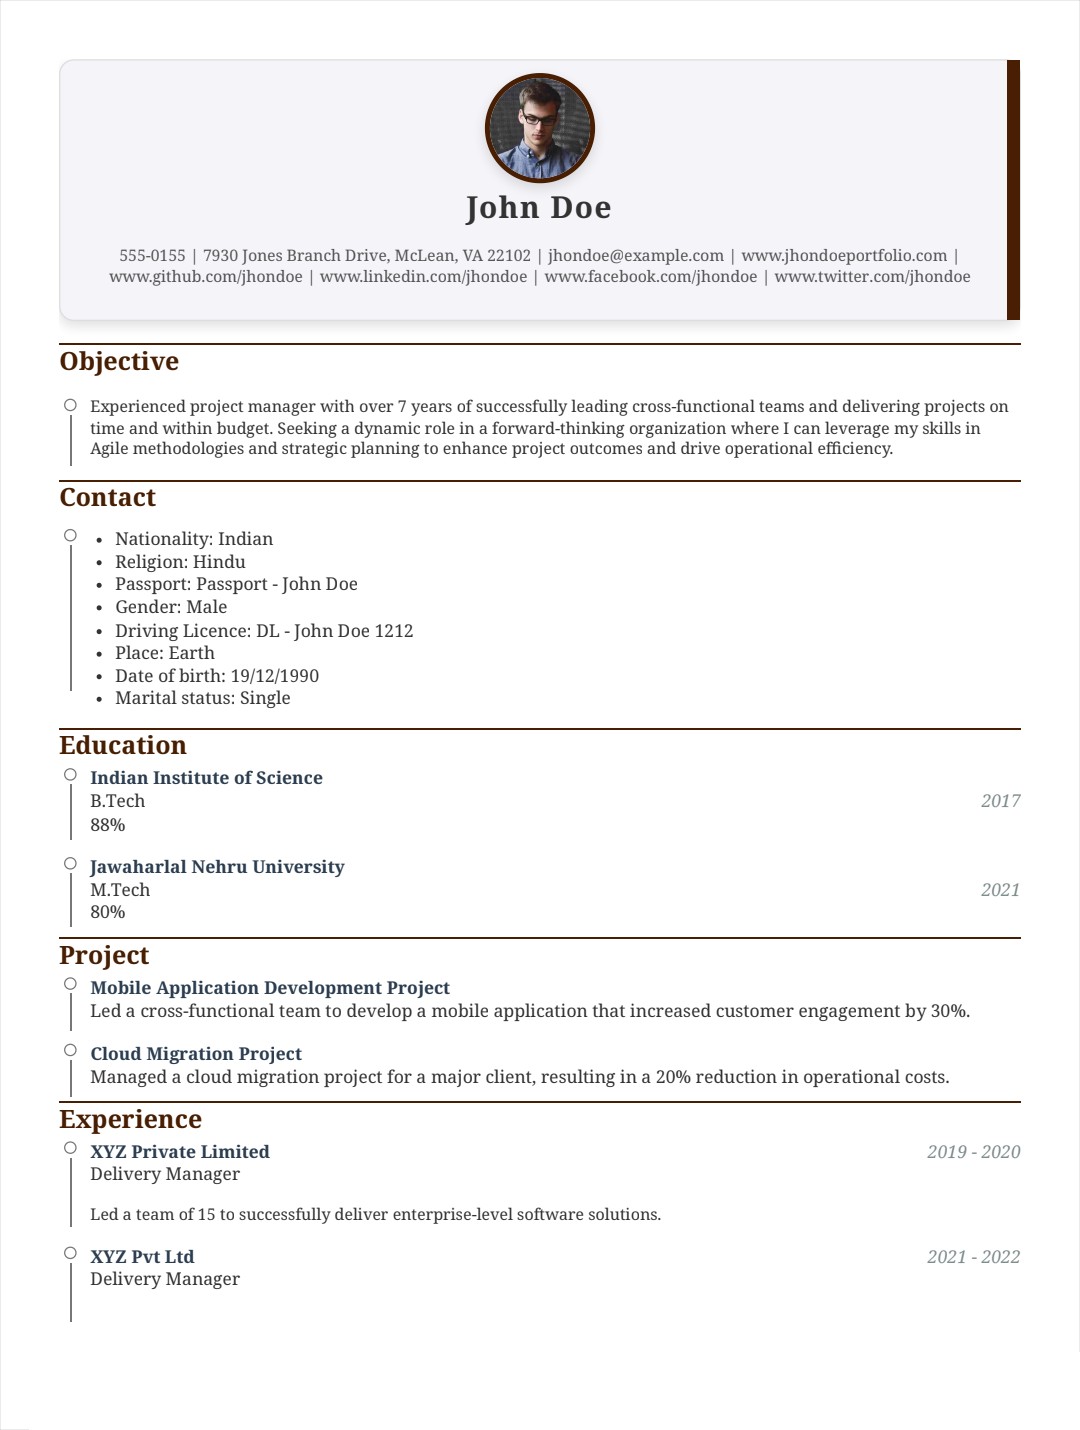 John Doe
555-0155 | 7930 Jones Branch Drive, McLean, VA 22102 | jhondoe@example.com | www.jhondoeportfolio.com |
www.github.com/jhondoe | www.linkedin.com/jhondoe | www.facebook.com/jhondoe | www.twitter.com/jhondoe
Objective
Experienced project manager with over 7 years of successfully leading cross-functional teams and delivering projects on
time and within budget. Seeking a dynamic role in a forward-thinking organization where I can leverage my skills in
Agile methodologies and strategic planning to enhance project outcomes and drive operational efficiency.
Contact
• Nationality: Indian
• Religion: Hindu
• Passport: Passport - John Doe
• Gender: Male
• Driving Licence: DL - John Doe 1212
• Place: Earth
• Date of birth: 19/12/1990
• Marital status: Single
Education
Indian Institute of Science
B.Tech 2017
88%
Jawaharlal Nehru University
M.Tech 2021
80%
Project
Mobile Application Development Project
Led a cross-functional team to develop a mobile application that increased customer engagement by 30%.
Cloud Migration Project
Managed a cloud migration project for a major client, resulting in a 20% reduction in operational costs.
Experience
XYZ Private Limited 2019 - 2020
Delivery Manager
Led a team of 15 to successfully deliver enterprise-level software solutions.
XYZ Pvt Ltd 2021 - 2022
Delivery Manager